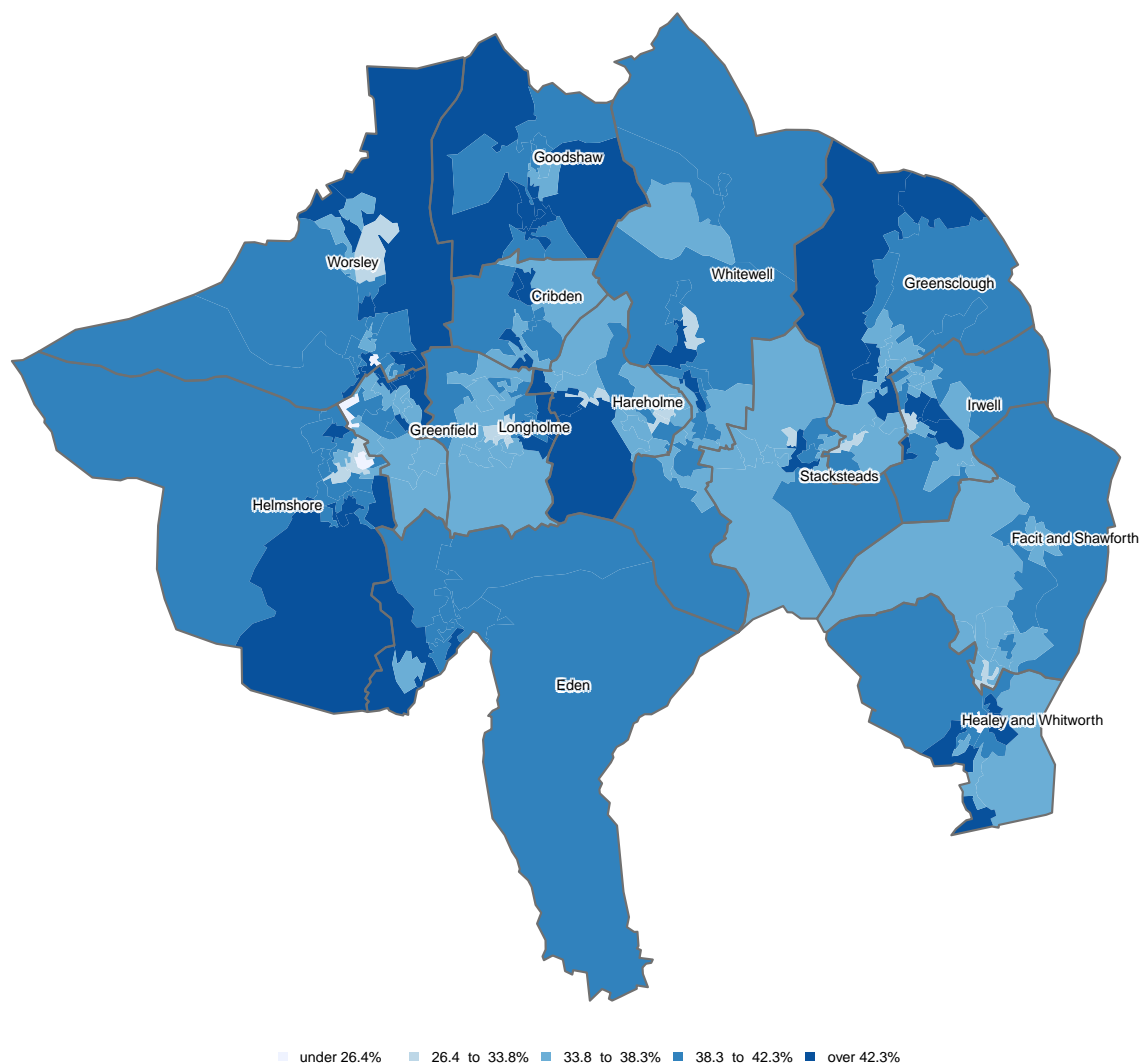 Goodshaw
Worsley
Whitewell
Greensclough
Cribden
Hareholme
Irwell
Greenfield
Longholme
Stacksteads
Helmshore
Facit and Shawforth
Eden
Healey and Whitworth
under 26.4% 26.4 to 33.8% 33.8 to 38.3% 38.3 to 42.3% over 42.3%